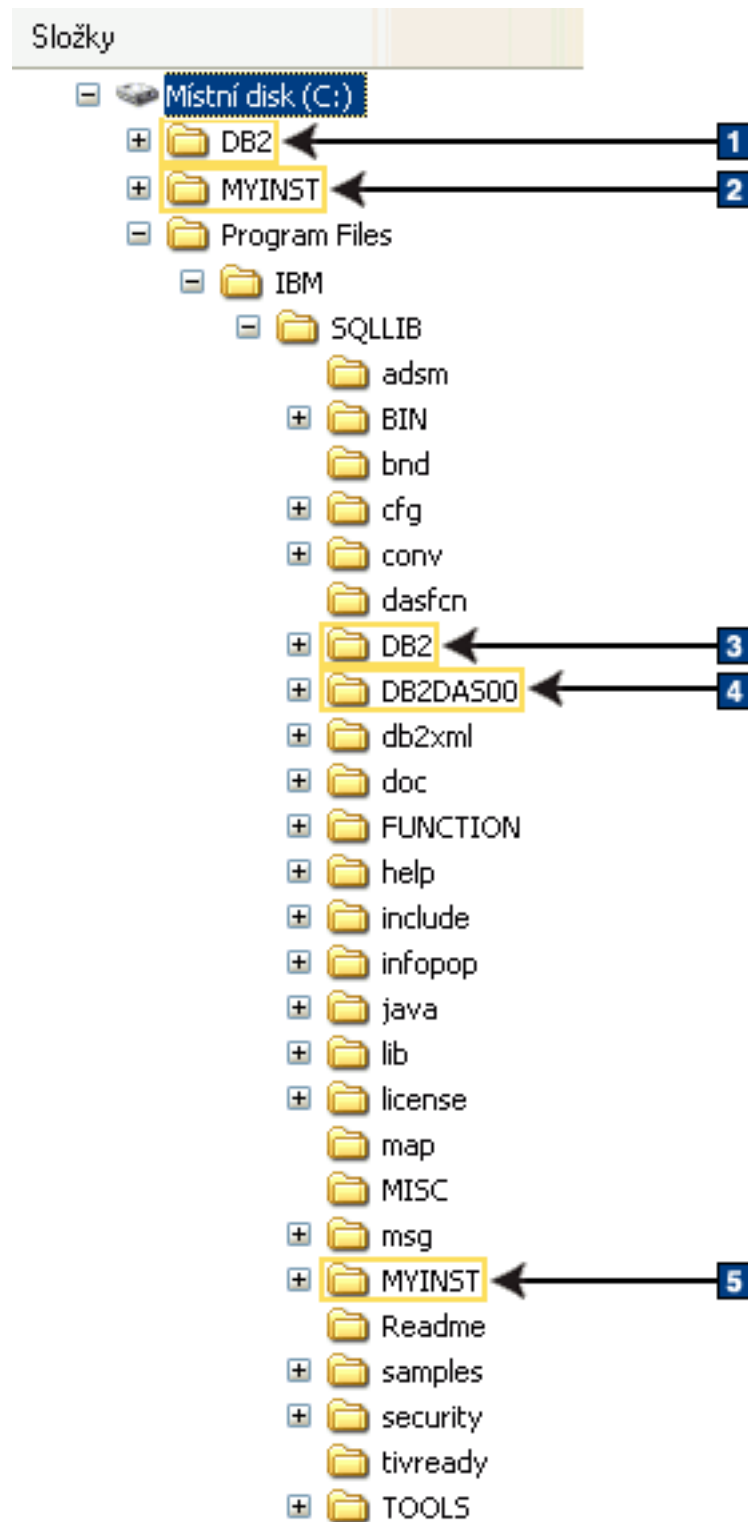 Složky
Místní disk (C:)
DB2 1
MYINST 2
Program Files
IBM
SQLLIB
adsm
BIN
bnd
cfg
conv
dasfcn
DB2 3
DB2DAS00 4
db2xml
doc
FUNCTION
help
include
infopop
java
lib
license
map
MISC
msg
MYINST 5
Readme
samples
security
tivready
TOOLS